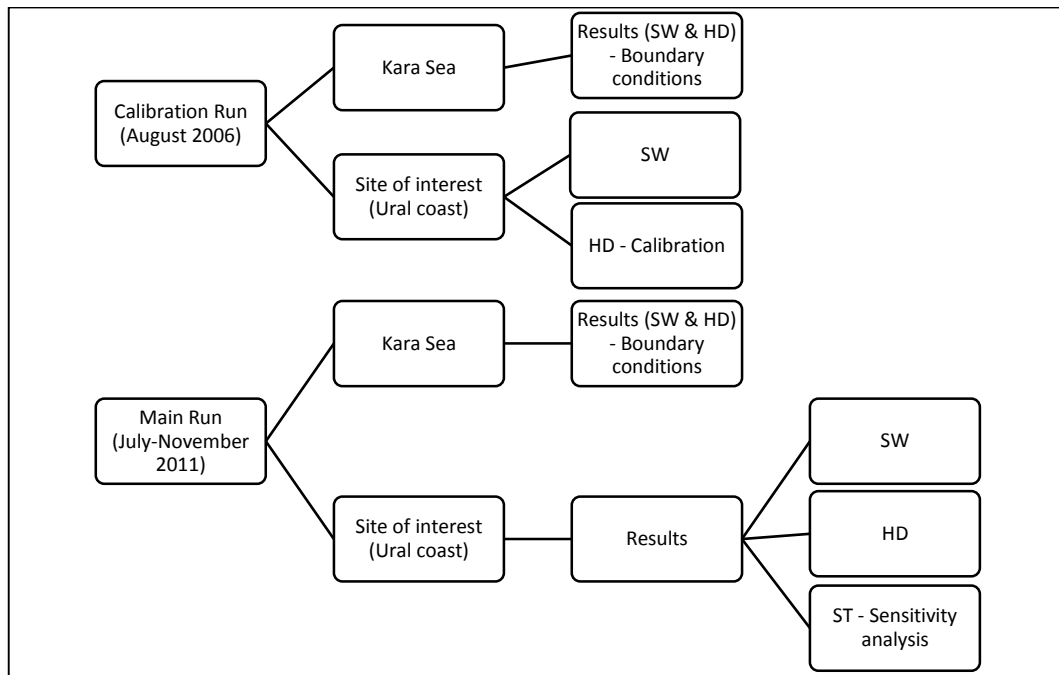 Calibration Run
(August 2006)
Kara Sea
Results (SW & HD)
- Boundary
conditions
Site of interest
(Ural coast)
SW
HD - Calibration
Main Run
(July-November
2011)
Kara Sea
Results (SW & HD)
- Boundary
conditions
Site of interest
(Ural coast)
Results
SW
HD
ST - Sensitivity
analysis